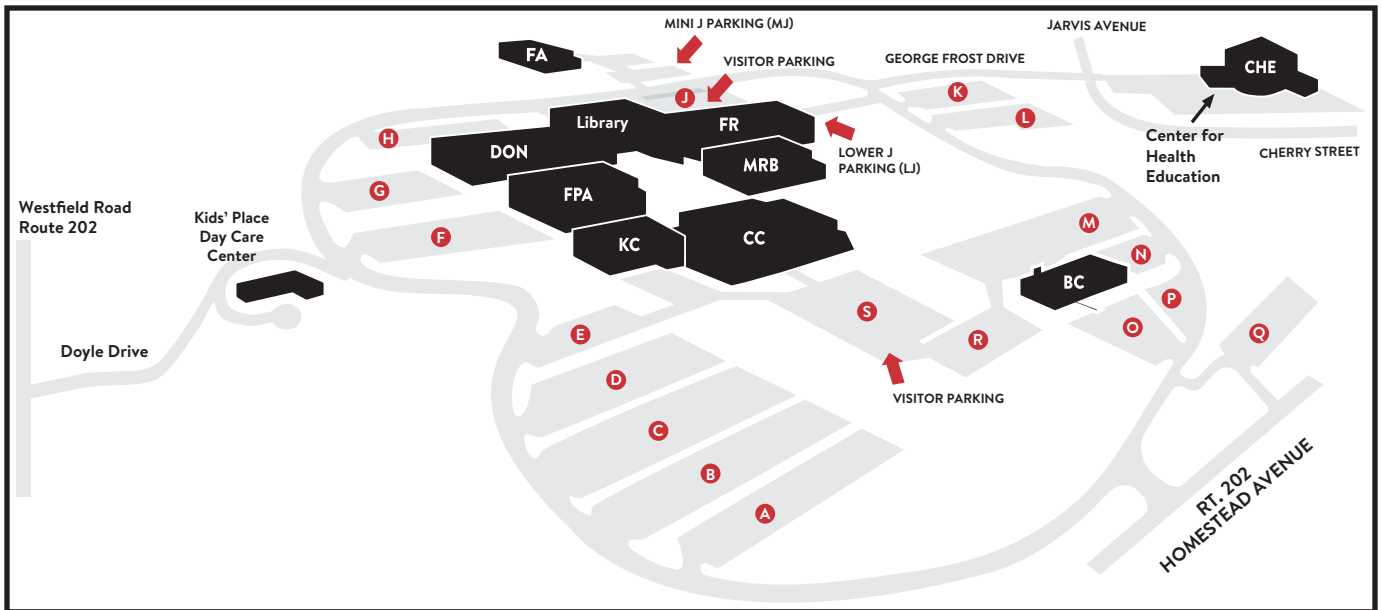 MINI J PARKING (MJ)
JARVIS AVENUE
FA
VISITOR PARKING
GEORGE FROST DRIVE
CHE
J
K
L
Library
FR
H
DON
MRB
LOWER J
PARKING (LJ)
Center for
Health
Education
CHERRY STREET
G
FPA
Westfield Road
Route 202
Kids’ Place
Day Care
Center
F
KC
CC
M
N
BC
P
S
O
E
R
Q
Doyle Drive
D
VISITOR PARKING
C
B
A
RT. 202
HOMESTEAD AVENUE